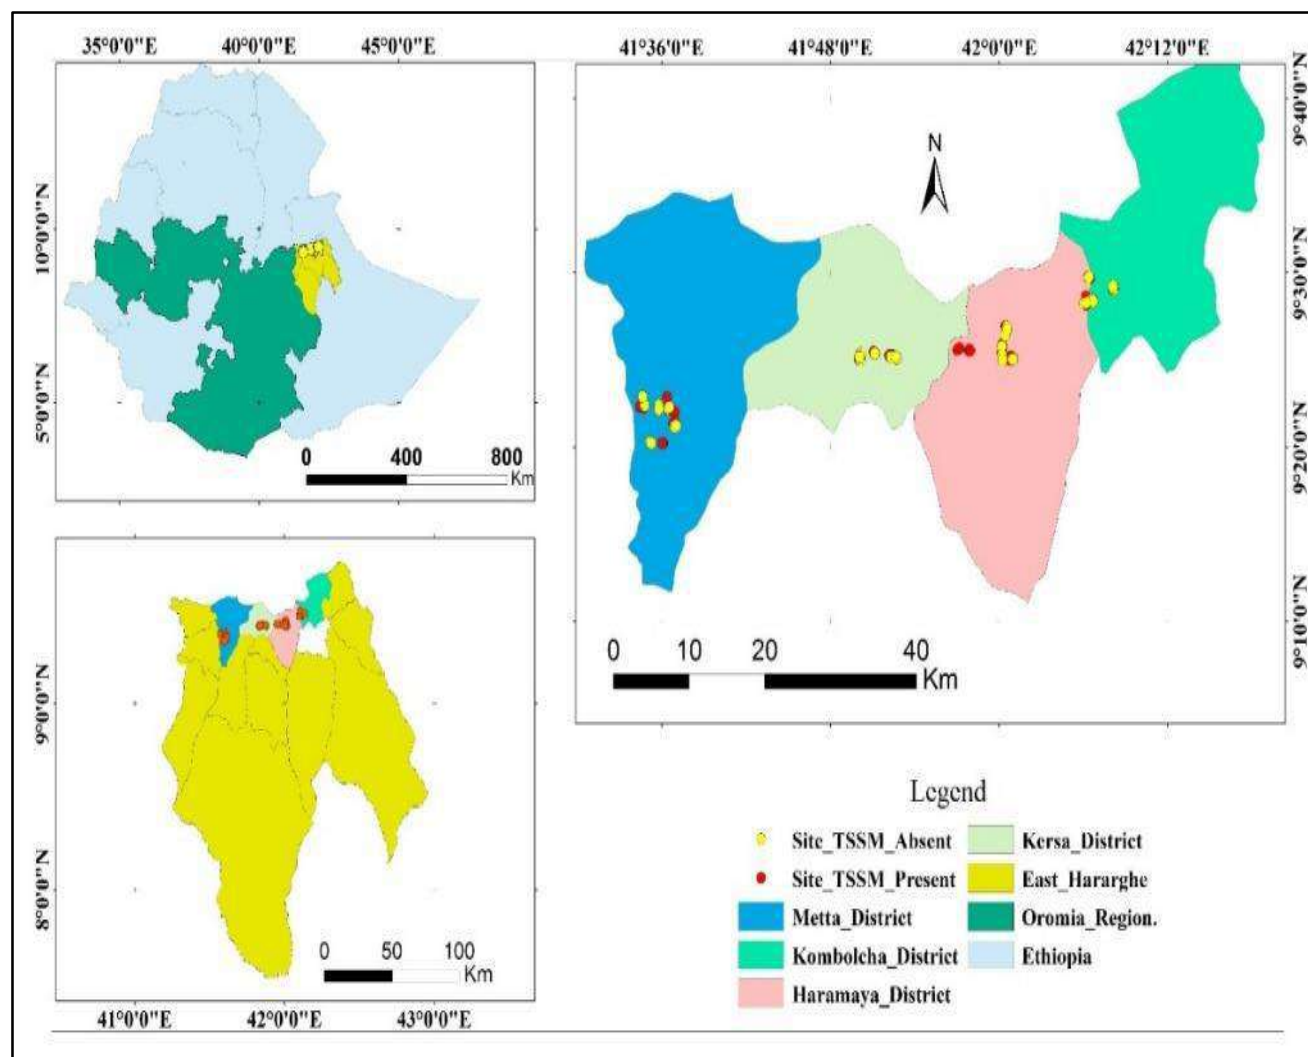 35°0'0"E 40°0'0"E 45°0'0"E
10°0'0"N
5°0'0"N
0 400 800
Km
41°36'0"E 41°48'0"E 42°0'0"E 42°12'0"E
N
9°40'0"N
9°30'0"N
9°20'0"N
9°10'0"N
0 10 20 40
Km
9°0'0"N
8°0'0"N
0 50 100
Km
41°0'0"E 42°0'0"E 43°0'0"E
Legend
Site_TSSM_Absent
Site_TSSM_Present
Metta_District
Kombolcha_District
Haramaya_District
Kersa_District
East_Hararghe
Oromia_Region.
Ethiopia